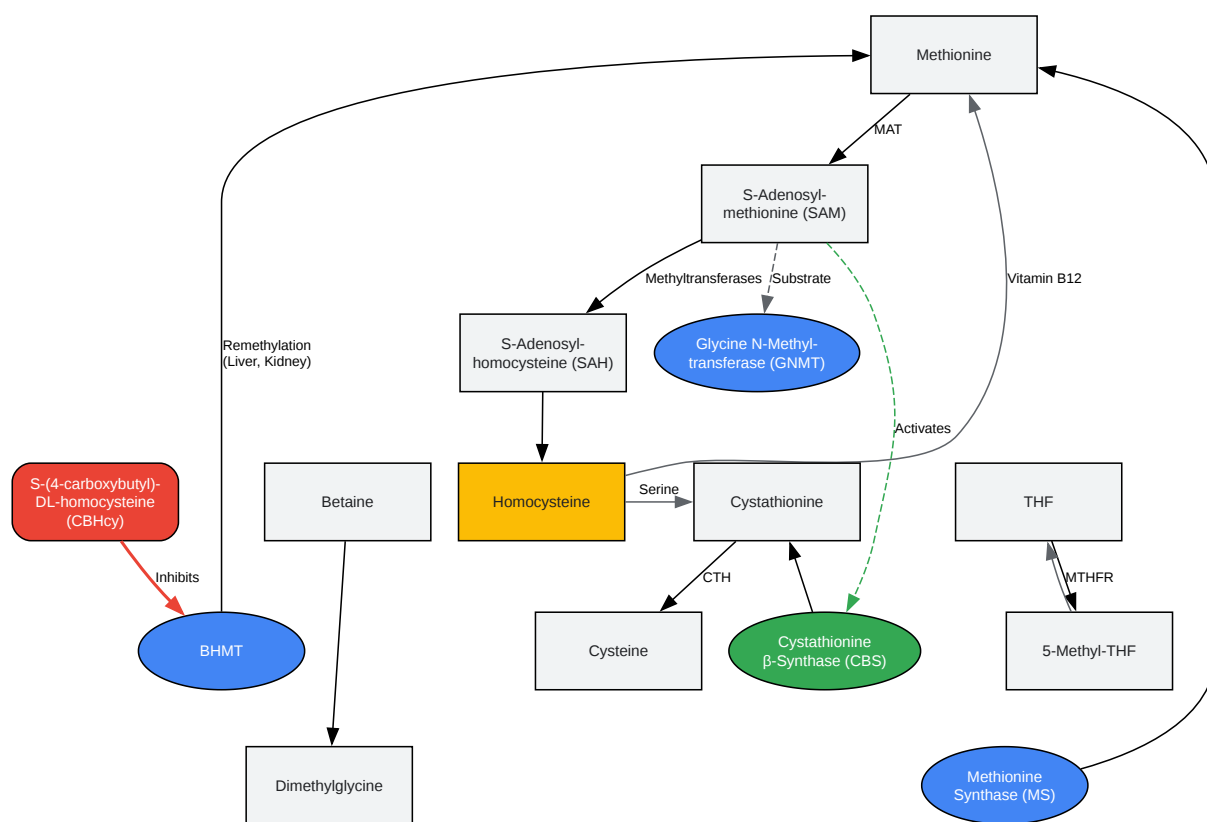 Methionine
MAT
S-Adenosyl-
methionine (SAM)
Methyltransferases
Substrate
Vitamin B12
S-Adenosyl-
homocysteine (SAH)
Glycine N-Methyl-
transferase (GNMT)
Remethylation
(Liver, Kidney)
Activates
S-(4-carboxybutyl)-
DL-homocysteine
(CBHcy)
Betaine
Homocysteine
Serine
Cystathionine
THF
Inhibits
CTH
MTHFR
BHMT
Cysteine
Cystathionine
β-Synthase (CBS)
5-Methyl-THF
Dimethylglycine
Methionine
Synthase (MS)